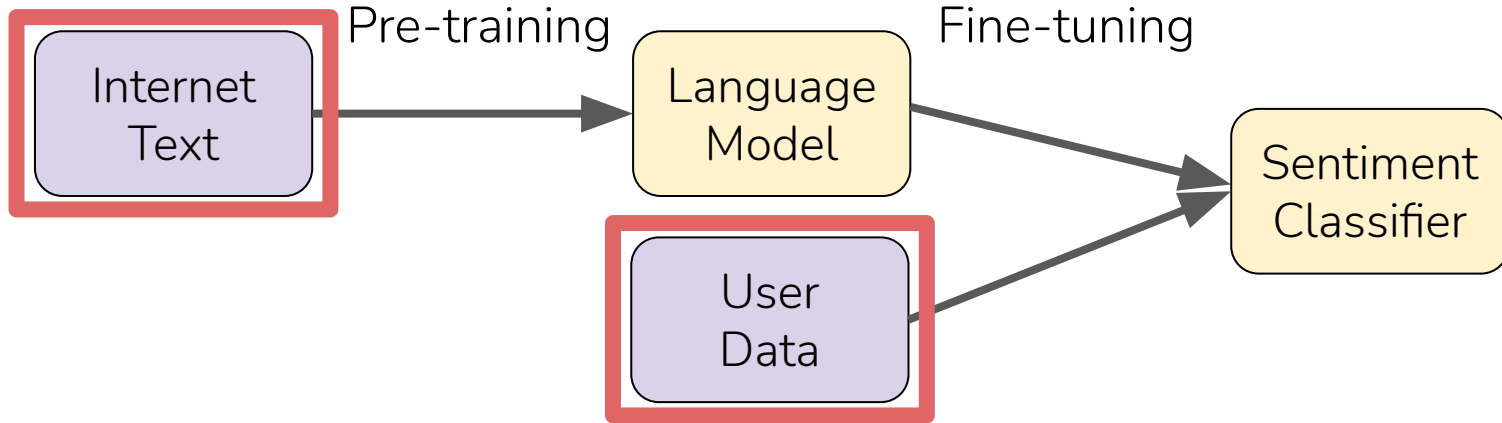 Pre-training
Fine-tuning
Internet
Text
Language
Model
Sentiment
Classifier
User
Data